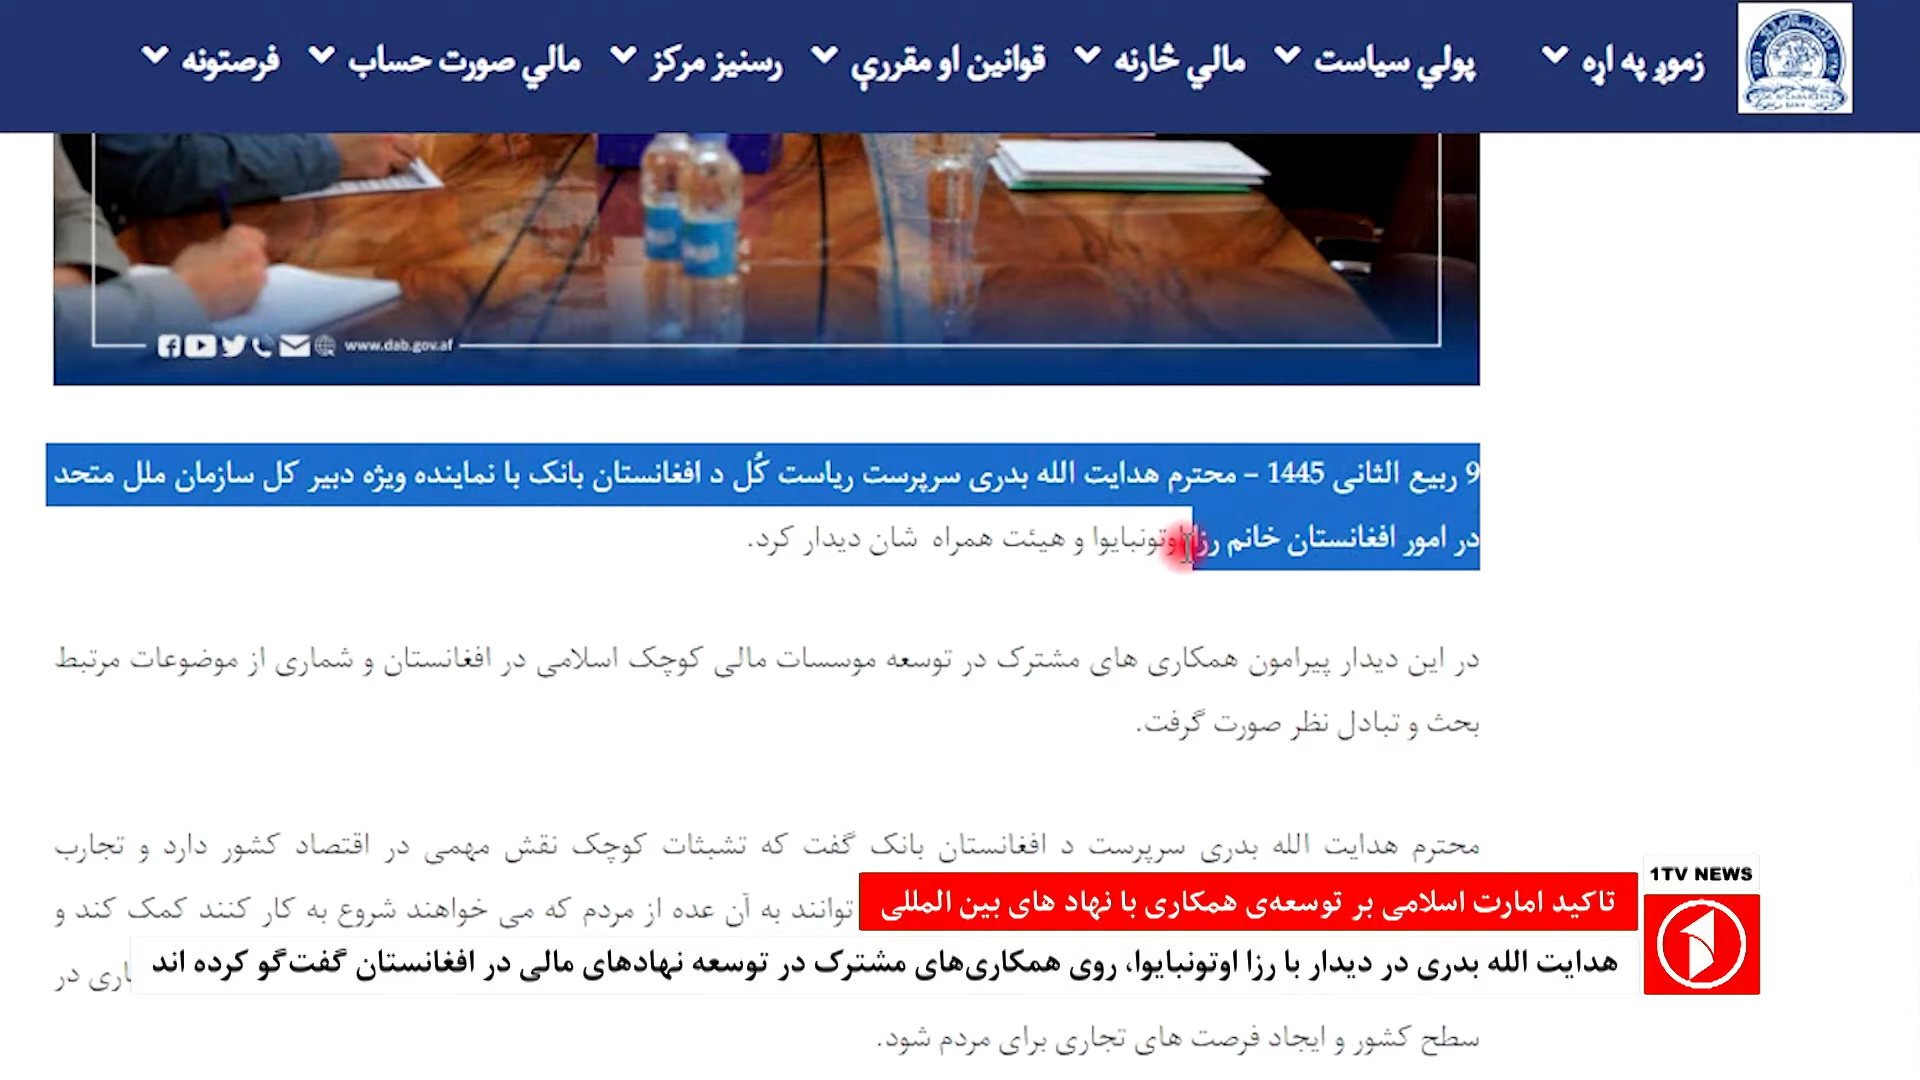 زموږ په اړه
پولي سیاست
مالي څارنه
قوانین او مقررې
رسنیز مرکز
مالي صورت حساب
فرصتونه
www.dab.gov.af
9 ربیع الثانی 1445 – محترم هدایت الله بدری سرپرست ریاست کُل د افغانستان بانک با نماینده ویژه دبیر کل سازمان ملل متحد
در امور افغانستان خانم رزا اوتونبایوا و هیئت همراه شان دیدار کرد.
در این دیدار پیرامون همکاری های مشترک در توسعه موسسات مالی کوچک اسلامی در افغانستان و شماری از موضوعات مرتبط
بحث و تبادل نظر صورت گرفت.
محترم هدایت الله بدری سرپرست د افغانستان بانک گفت که تشبثات کوچک نقش مهمی در اقتصاد کشور دارد و تجارب
توانند به آن عده از مردم که می خواهند شروع به کار کنند کمک کند و
1TV NEWS
تاکید امارت اسلامی بر توسعه‌ی همکاری با نهاد های بین المللی
هدایت الله بدری در دیدار با رزا اوتونبایوا، روی همکاری‌های مشترک در توسعه نهادهای مالی در افغانستان گفت‌گو کرده اند
در
سطح کشور و ایجاد فرصت های تجاری برای مردم شود.